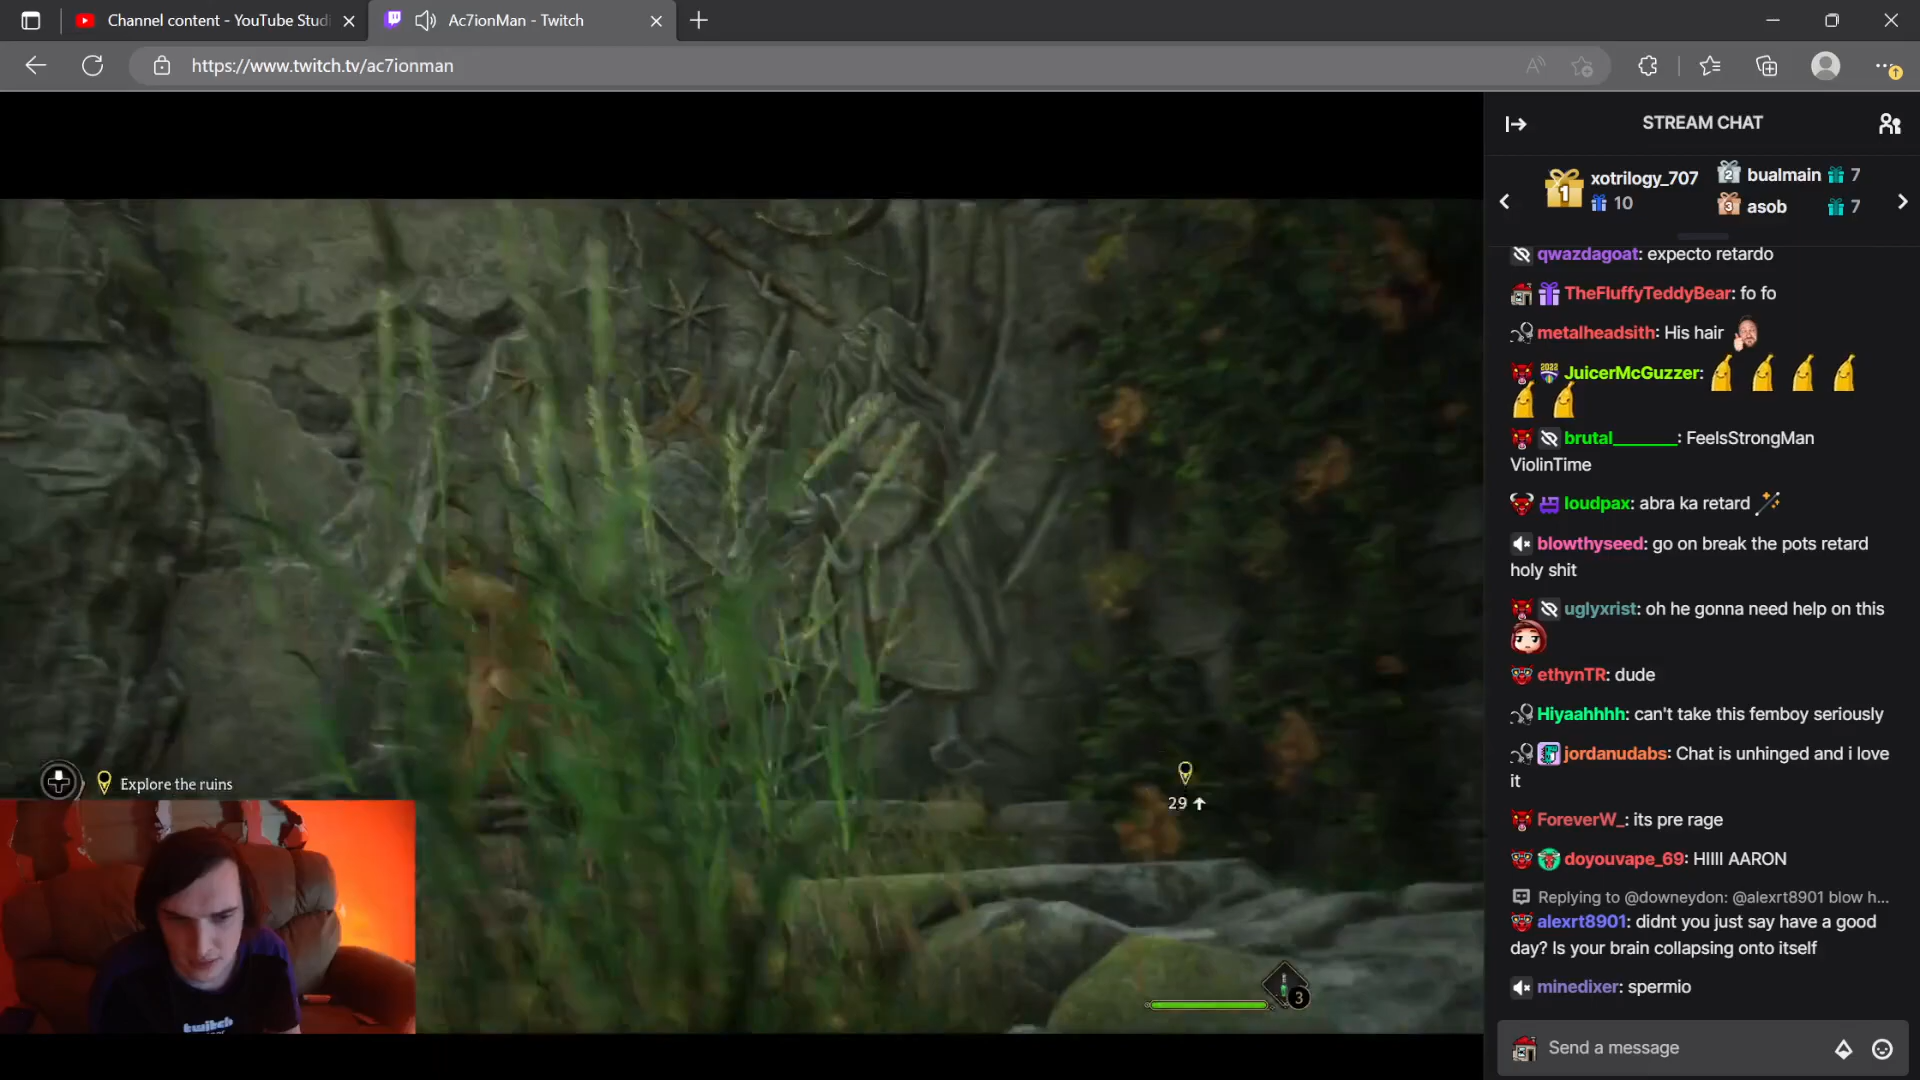 Channel content - YouTube Studi
Ac7ionMan - Twitch
https://www.twitch.tv/ac7ionman
STREAM CHAT
1
xotrilogy_707
10
2
bualmain
7
3
asob
7
qwazdagoat: expecto retardo
TheFluffyTeddyBear: fo fo
metalheadsith: His hair
2022
JuicerMcGuzzer:
brutal_______: FeelsStrongMan
ViolinTime
loudpax: abra ka retard
blowthyseed: go on break the pots retard
holy shit
uglyxrist: oh he gonna need help on this
ethynTR: dude
Hiyaahhhh: can't take this femboy seriously
jordanudabs: Chat is unhinged and i love
it
ForeverW_: its pre rage
doyouvape_69: HIIII AARON
Replying to @downeydon: @alexrt8901 blow h...
alexrt8901: didnt you just say have a good
day? Is your brain collapsing onto itself
minedixer: spermio
Send a message
Explore the ruins
29
3
twitch